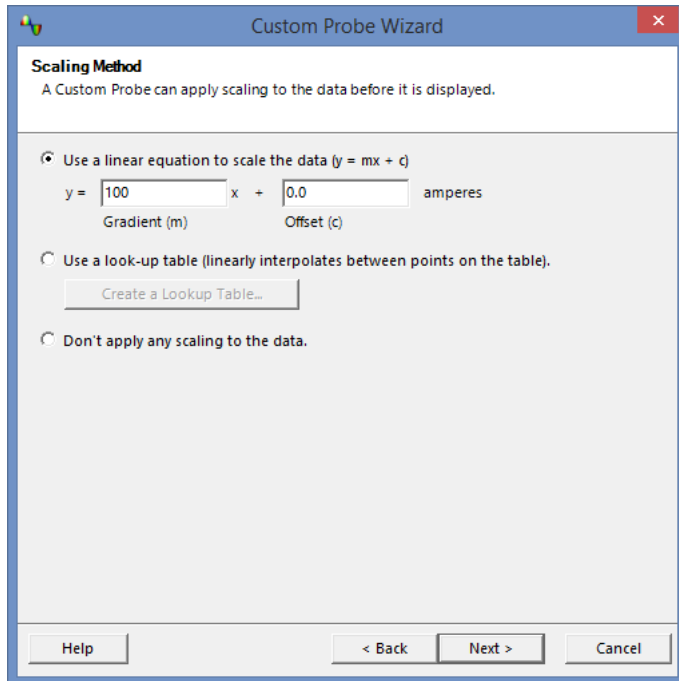 Custom Probe Wizard
Scaling Method
A Custom Probe can apply scaling to the data before it is displayed.
Use a linear equation to scale the data (y = mx + c)
y = 100 x + 0.0 amperes
Gradient (m) Offset (c)
Use a look-up table (linearly interpolates between points on the table).
Create a Lookup Table...
Don't apply any scaling to the data.
Help < Back Next > Cancel